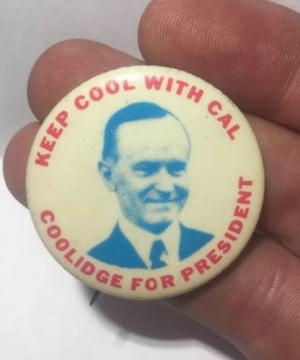 KEEP COOL WITH CAL
COOLIDGE FOR PRESIDENT